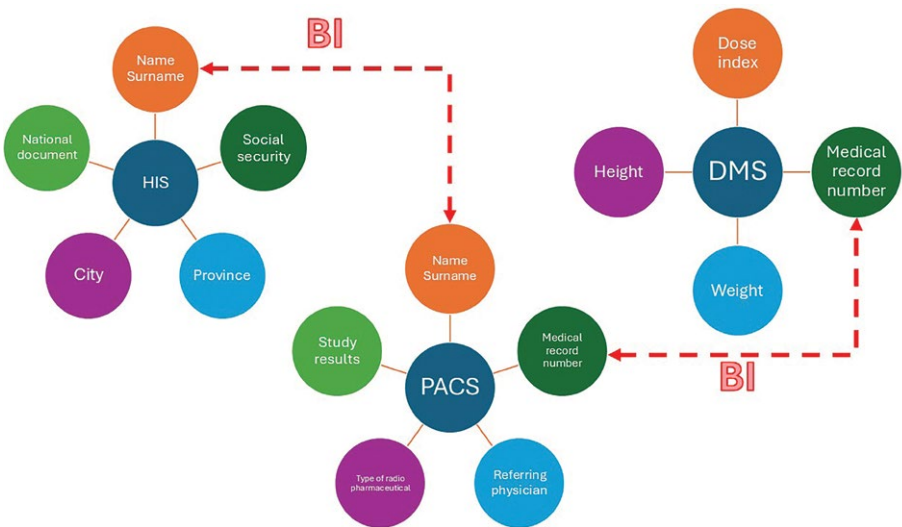 BI
Name
Surname
National
document
Social
security
HIS
City
Province
Dose
index
Height
DMS
Medical
record
number
Weight
Name
Surname
Study
results
Medical
record
number
PACS
Type of radio
pharmaceutical
Referring
physician
BI